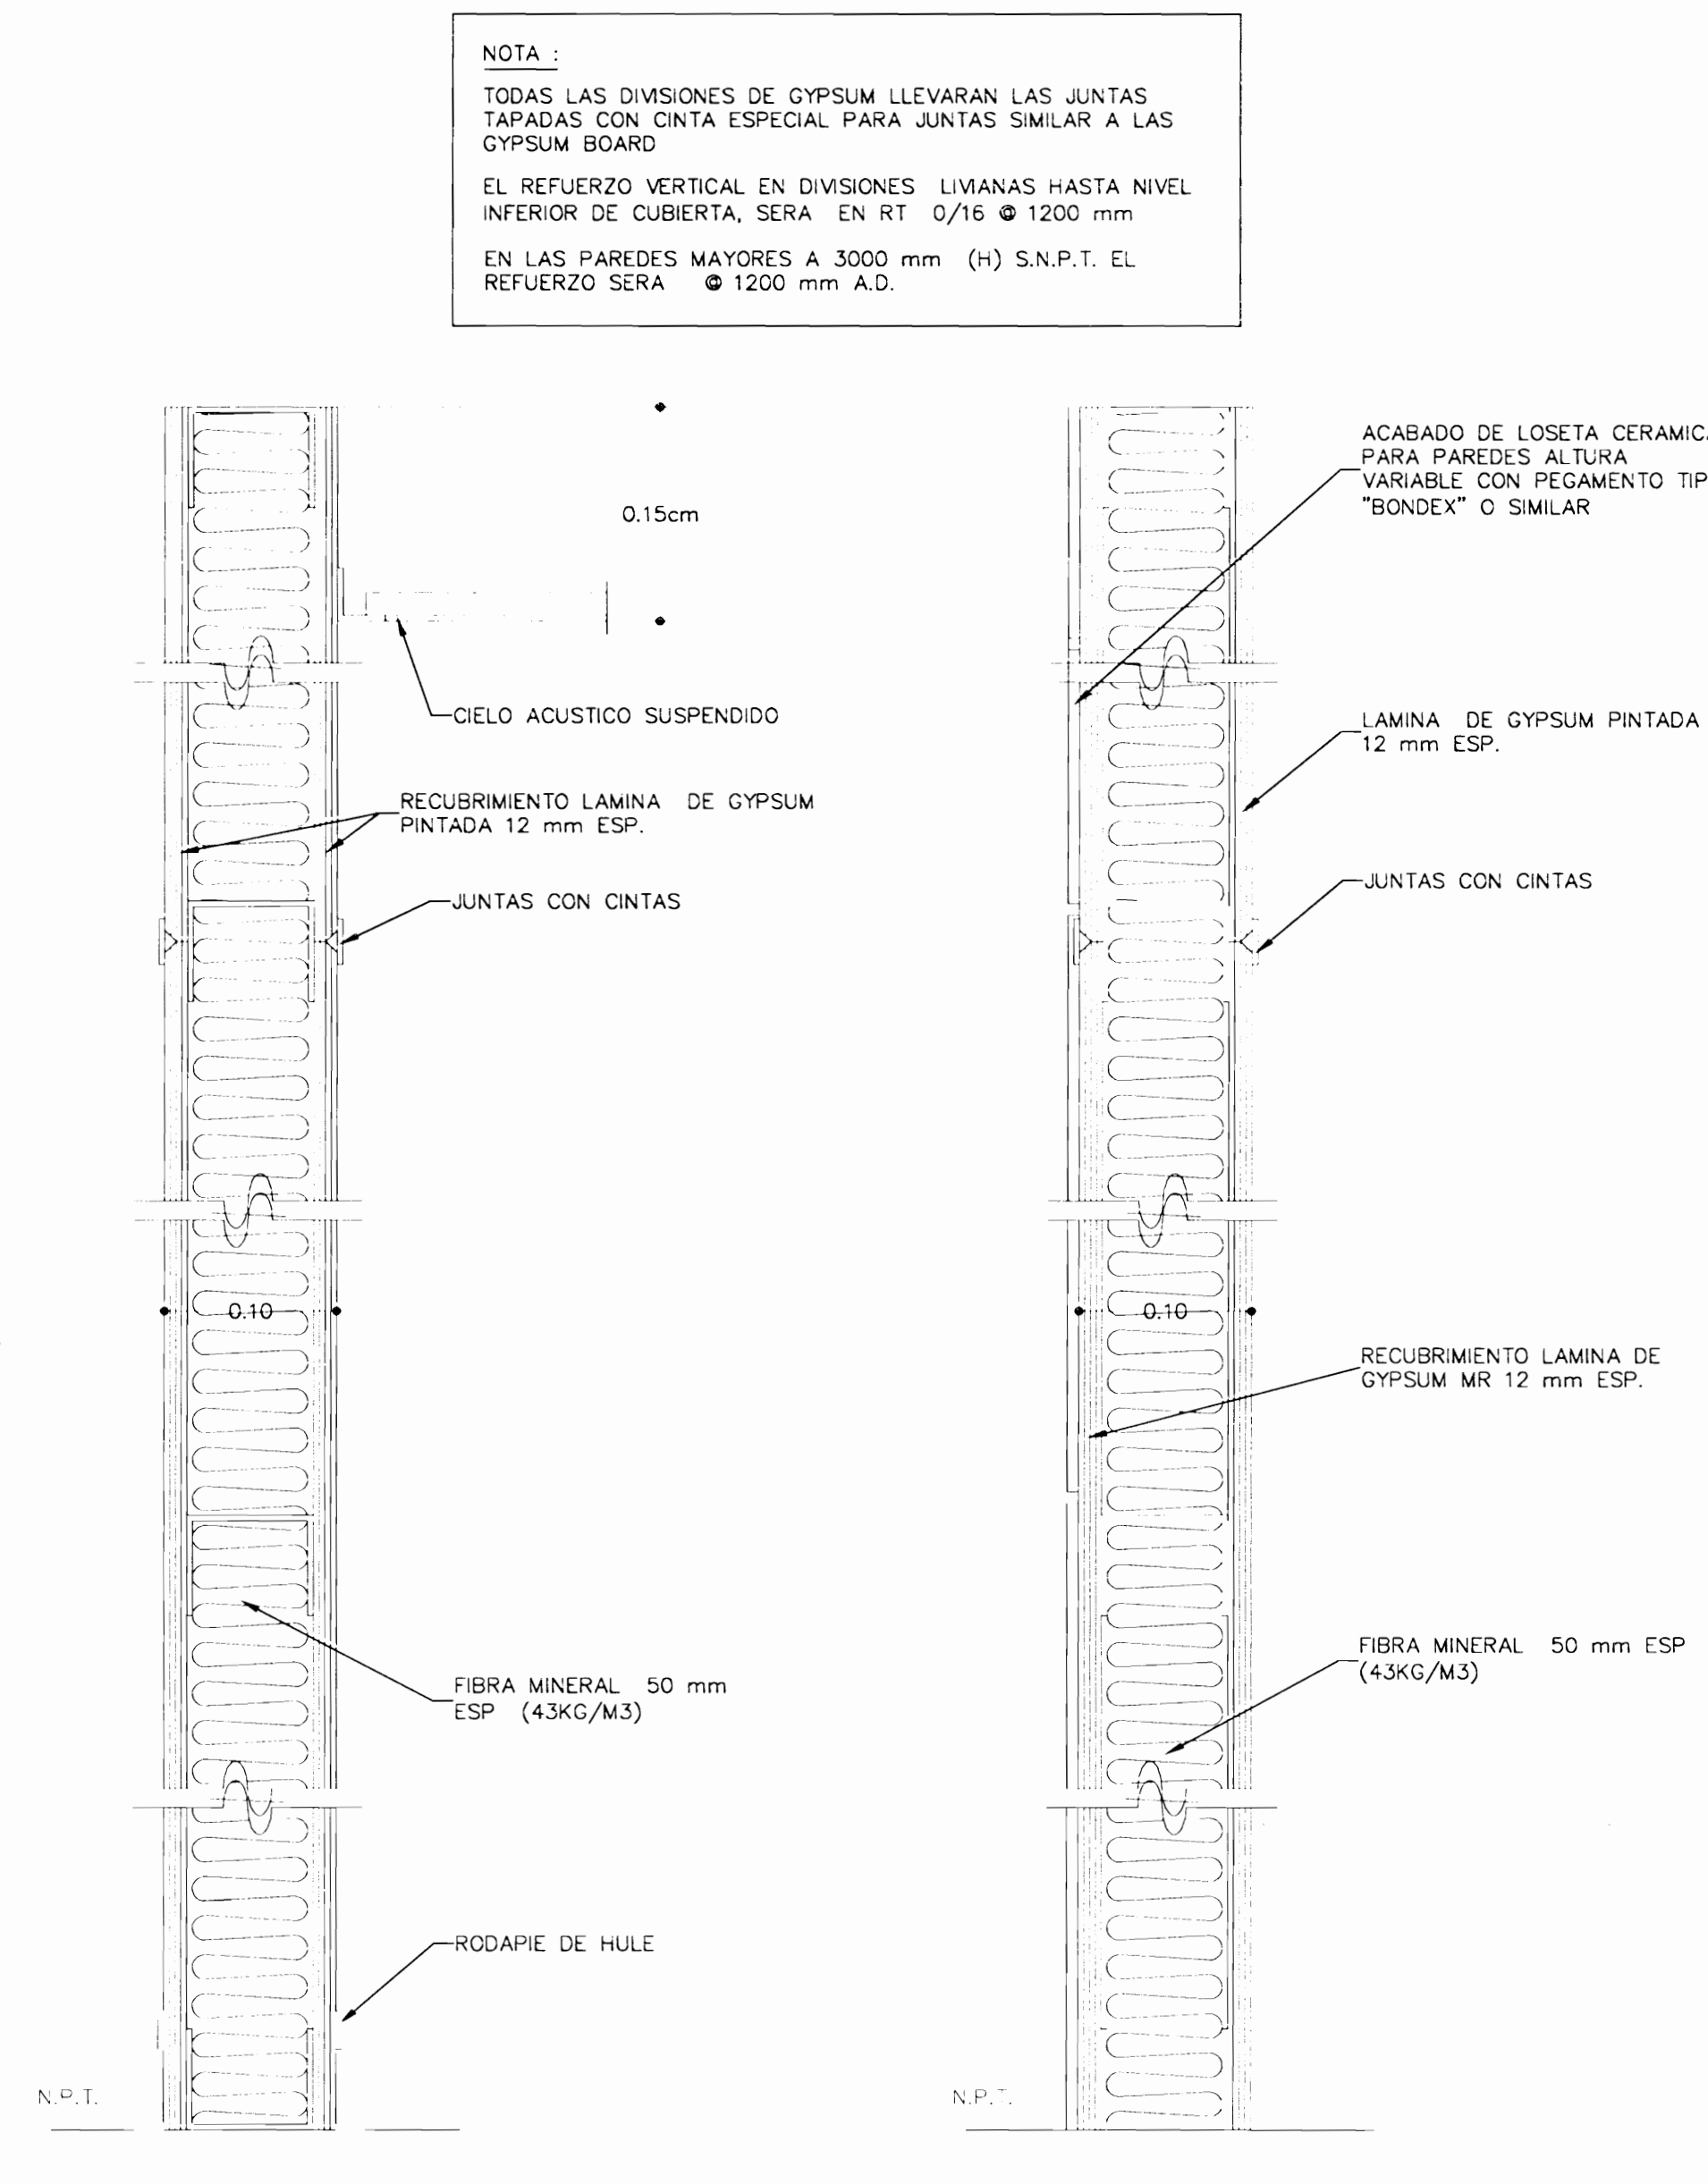 NOTA :
TODAS LAS DIVISIONES DE GYPSUM LLEVARAN LAS JUNTAS
TAPADAS CON CINTA ESPECIAL PARA JUNTAS SIMILAR A LAS
GYPSUM BOARD
EL REFUERZO VERTICAL EN DIVISIONES LIVIANAS HASTA NIVEL
INFERIOR DE CUBIERTA, SERA EN RT 0/16 @ 1200 mm
EN LAS PAREDES MAYORES A 3000 mm (H) S.N.P.T. EL
REFUERZO SERA @ 1200 mm A.D.
0.15cm
CIELO ACUSTICO SUSPENDIDO
RECUBRIMIENTO LAMINA DE GYPSUM
PINTADA 12 mm ESP.
JUNTAS CON CINTAS
0.10
FIBRA MINERAL 50 mm
ESP (43KG/M3)
RODAPIE DE HULE
N.P.T.
ACABADO DE LOSETA CERAMIC
PARA PAREDES ALTURA
VARIABLE CON PEGAMENTO TIP
"BONDEX" O SIMILAR
LAMINA DE GYPSUM PINTADA
12 mm ESP.
JUNTAS CON CINTAS
0.10
RECUBRIMIENTO LAMINA DE
GYPSUM MR 12 mm ESP.
FIBRA MINERAL 50 mm ESP
(43KG/M3)
N.P.T.